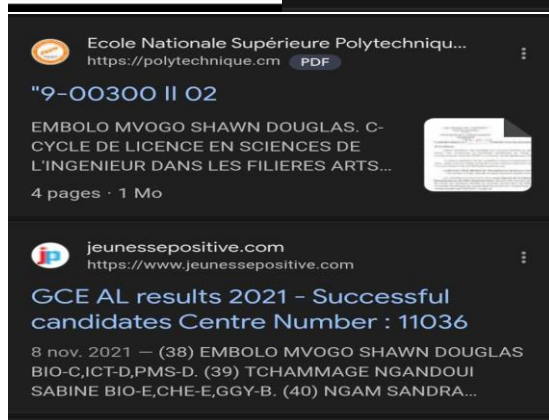 Ecole Nationale Supérieure Polytechniqu...
https://polytechnique.cm PDF
"9-00300 II 02
EMBOLO MVOGO SHAWN DOUGLAS. C-
CYCLE DE LICENCE EN SCIENCES DE
L'INGENIEUR DANS LES FILIERES ARTS...
4 pages · 1 Mo
jp
jeunessepositive.com
https://www.jeunessepositive.com
GCE AL results 2021 - Successful
candidates Centre Number : 11036
8 nov. 2021 — (38) EMBOLO MVOGO SHAWN DOUGLAS
BIO-C,ICT-D,PMS-D. (39) TCHAMMAGE NGANDOUI
SABINE BIO-E,CHE-E,GGY-B. (40) NGAM SANDRA...